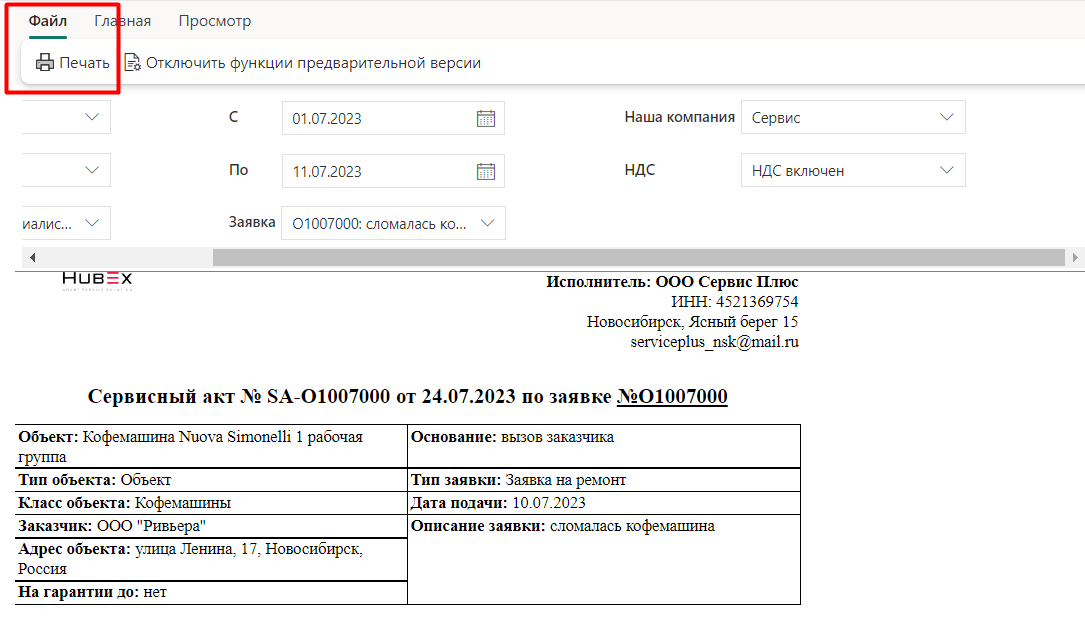 Файл Главная Просмотр
Печать Отключить функции предварительной версии
С 01.07.2023 Наша компания Сервис
По 11.07.2023 НДС НДС включен
иалис... Заявка O1007000: сломалась ко...
HUBEX
Исполнитель: ООО Сервис Плюс
ИНН: 4521369754
Новосибирск, Ясный берег 15
serviceplus_nsk@mail.ru
Сервисный акт № SA-O1007000 от 24.07.2023 по заявке №O1007000
Объект: Кофемашина Nuova Simonelli 1 рабочая
группа
Основание: вызов заказчика
Тип объекта: Объект
Тип заявки: Заявка на ремонт
Класс объекта: Кофемашины
Дата подачи: 10.07.2023
Заказчик: ООО "Ривьера"
Описание заявки: сломалась кофемашина
Адрес объекта: улица Ленина, 17, Новосибирск,
Россия
На гарантии до: нет